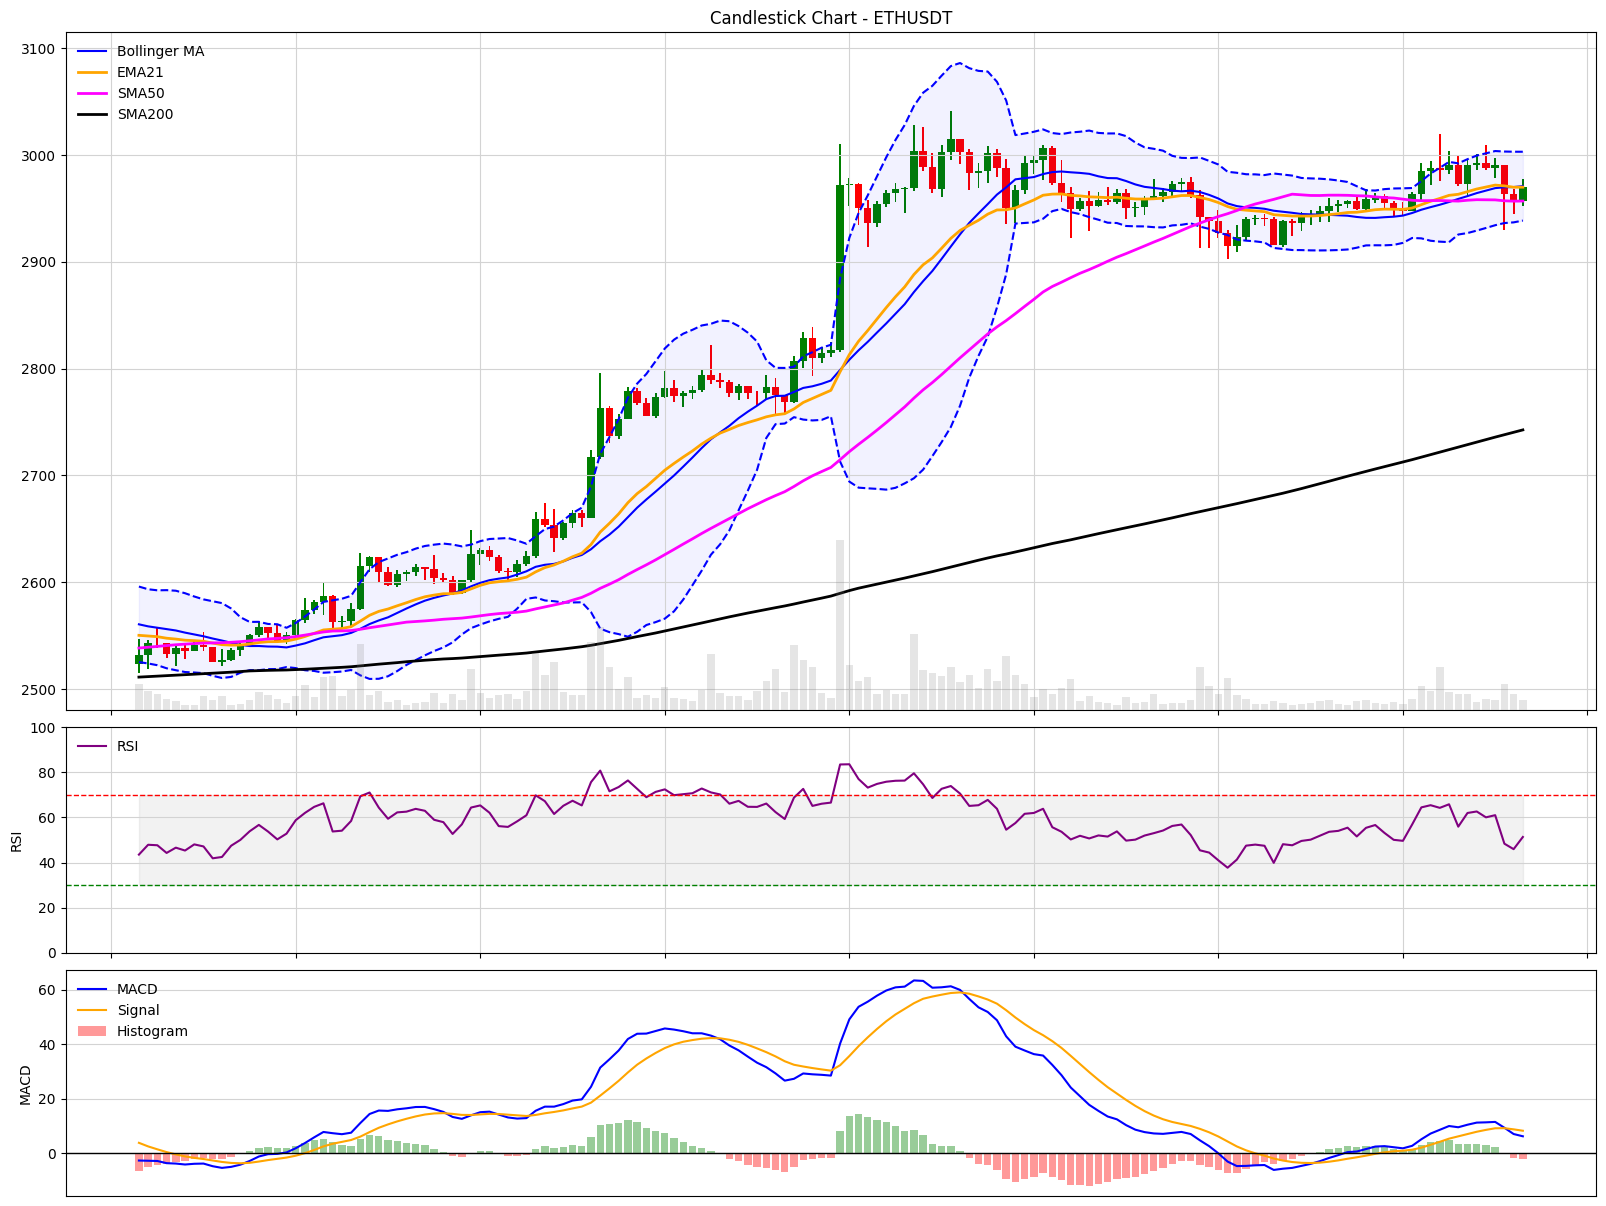 Candlestick Chart - ETHUSDT
Bollinger MA
EMA21
SMA50
SMA200
3100
3000
2900
2800
2700
2600
2500
RSI
100
80
60
40
20
0
RSI
MACD
Signal
Histogram
60
40
20
0
MACD